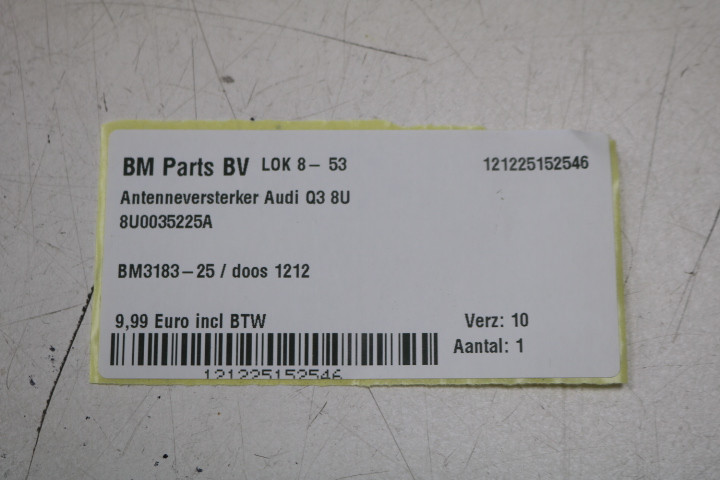 BM Parts BV LOK 8 - 53 121225152546
Antenneversterker Audi Q3 8U
8U0035225A
BM3183-25 / doos 1212
9,99 Euro incl BTW Verz: 10
Aantal: 1
121225152546